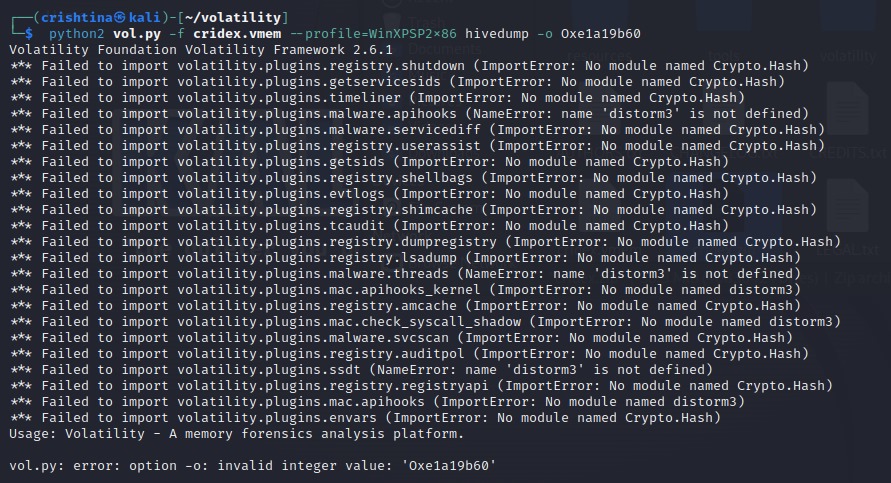 ┌──(crishtina㉿kali)-[~/volatility]
└─$ python2 vol.py -f cridex.vmem --profile=WinXPSP2x86 hivedump -o Oxe1a19b60
Volatility Foundation Volatility Framework 2.6.1
*** Failed to import volatility.plugins.registry.shutdown (ImportError: No module named Crypto.Hash)
*** Failed to import volatility.plugins.getservicesids (ImportError: No module named Crypto.Hash)
*** Failed to import volatility.plugins.timeliner (ImportError: No module named Crypto.Hash)
*** Failed to import volatility.plugins.malware.apihooks (NameError: name 'distorm3' is not defined)
*** Failed to import volatility.plugins.malware.servicediff (ImportError: No module named Crypto.Hash)
*** Failed to import volatility.plugins.registry.userassist (ImportError: No module named Crypto.Hash)
*** Failed to import volatility.plugins.getsids (ImportError: No module named Crypto.Hash)
*** Failed to import volatility.plugins.registry.shellbags (ImportError: No module named Crypto.Hash)
*** Failed to import volatility.plugins.evtlogs (ImportError: No module named Crypto.Hash)
*** Failed to import volatility.plugins.registry.shimcache (ImportError: No module named Crypto.Hash)
*** Failed to import volatility.plugins.tcaudit (ImportError: No module named Crypto.Hash)
*** Failed to import volatility.plugins.registry.dumpregistry (ImportError: No module named Crypto.Hash)
*** Failed to import volatility.plugins.registry.lsadump (ImportError: No module named Crypto.Hash)
*** Failed to import volatility.plugins.malware.threads (NameError: name 'distorm3' is not defined)
*** Failed to import volatility.plugins.mac.apihooks_kernel (ImportError: No module named distorm3)
*** Failed to import volatility.plugins.registry.amcache (ImportError: No module named Crypto.Hash)
*** Failed to import volatility.plugins.mac.check_syscall_shadow (ImportError: No module named distorm3)
*** Failed to import volatility.plugins.malware.svcscan (ImportError: No module named Crypto.Hash)
*** Failed to import volatility.plugins.registry.auditpol (ImportError: No module named Crypto.Hash)
*** Failed to import volatility.plugins.ssdt (NameError: name 'distorm3' is not defined)
*** Failed to import volatility.plugins.registry.registryapi (ImportError: No module named Crypto.Hash)
*** Failed to import volatility.plugins.mac.apihooks (ImportError: No module named distorm3)
*** Failed to import volatility.plugins.envars (ImportError: No module named Crypto.Hash)
Usage: Volatility - A memory forensics analysis platform.
vol.py: error: option -o: invalid integer value: 'Oxe1a19b60'